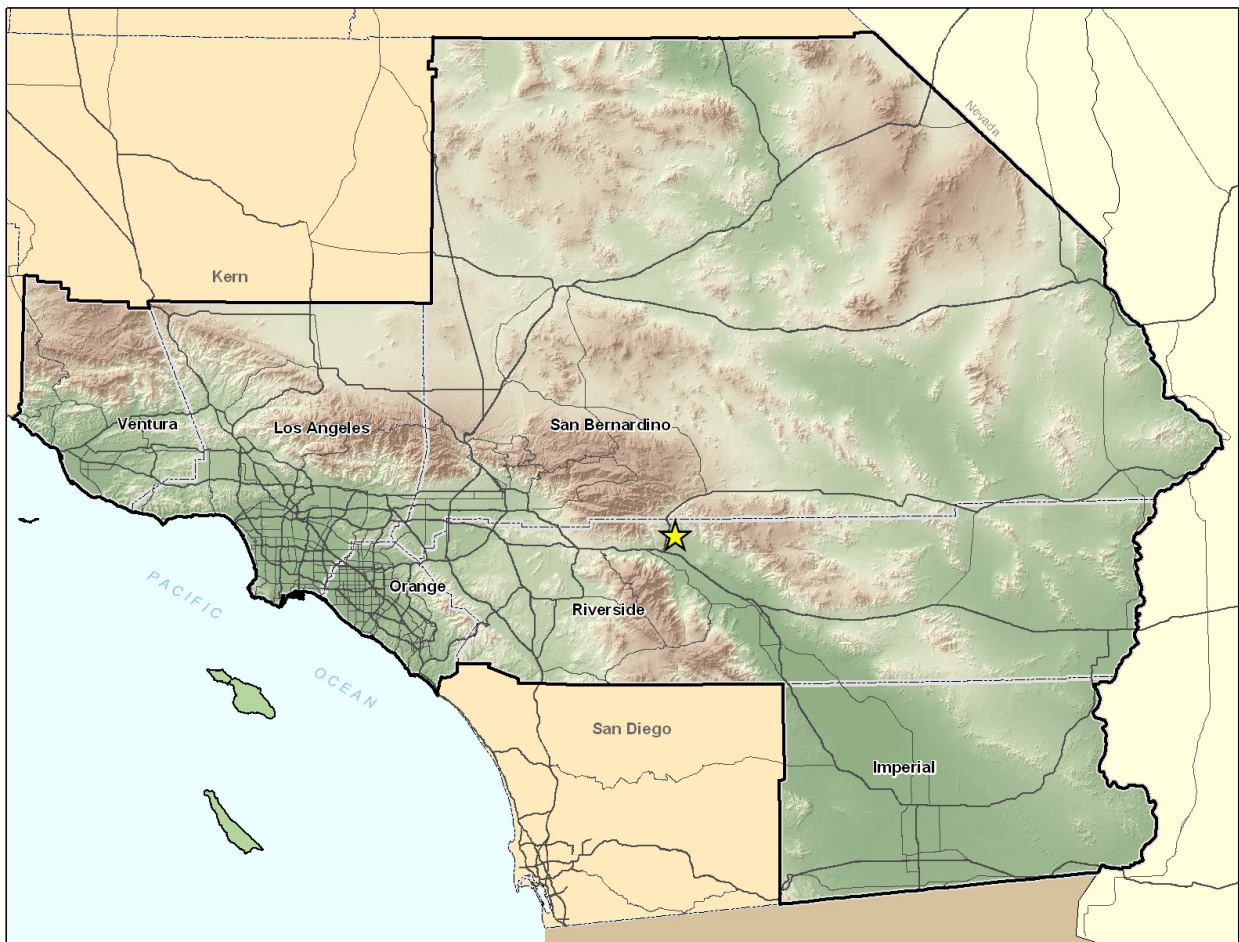 Nevada
Kern
Ventura
Los Angeles
San Bernardino
PACIFIC
Orange
Riverside
OCEAN
San Diego
Imperial